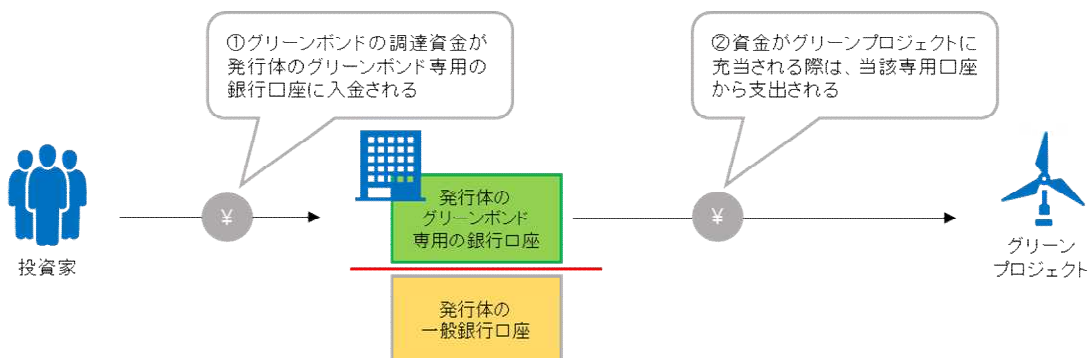 ①グリーンボンドの調達資金が
発行体のグリーンボンド専用の
銀行口座に入金される
②資金がグリーンプロジェクトに
充当される際は、当該専用口座
から支出される
投資家
¥
発行体の
グリーンボンド
専用の銀行口座
¥
グリーン
プロジェクト
発行体の
一般銀行口座